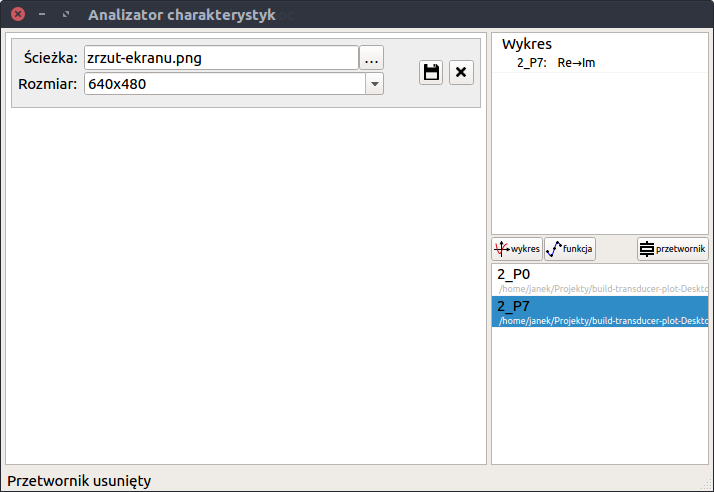 Analizator charakterystyk
Ścieżka: zrzut-ekranu.png ...
Rozmiar: 640x480
Wykres
2_P7: Re→Im
wykres funkcja przetwornik
2_P0
/home/janek/Projekty/build-transducer-plot-Deskto
2_P7
/home/janek/Projekty/build-transducer-plot-Deskto
Przetwornik usunięty